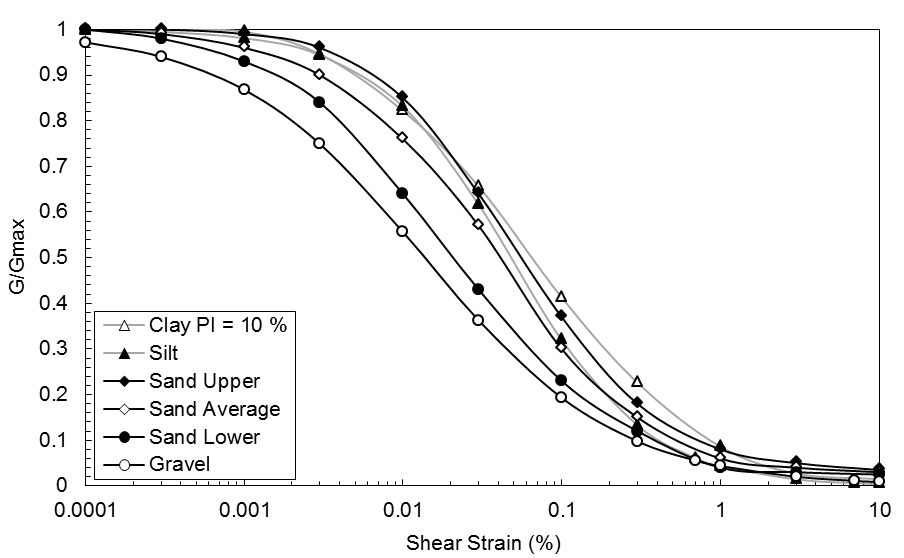 1
0.9
0.8
0.7
0.6
0.5
0.4
0.3
0.2
0.1
0
G/Gmax
Clay PI = 10 %
Silt
Sand Upper
Sand Average
Sand Lower
Gravel
0.0001 0.001 0.01 0.1 1 10
Shear Strain (%)